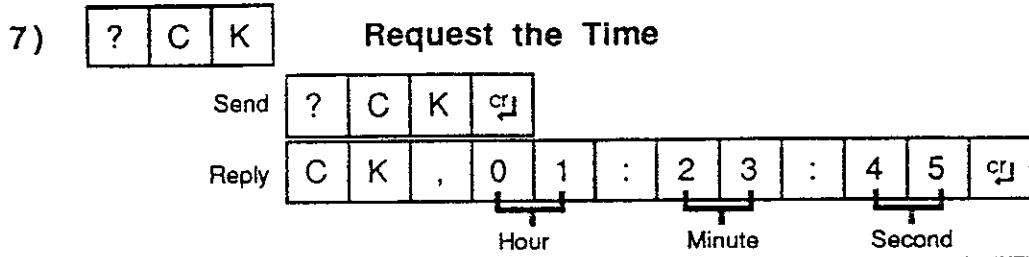 7) ? C K Request the Time
Send ? C K cr↵
Reply C K , 0 1 : 2 3 : 4 5 cr↵
Hour Minute Second